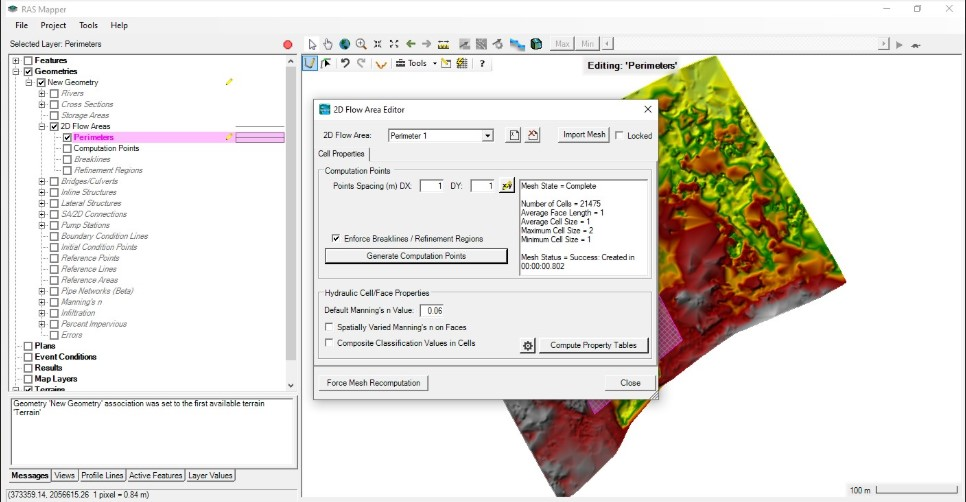 RAS Mapper
File Project Tools Help
Selected Layer: Perimeters
Max Min
Features
Geometries
New Geometry
Rivers
Cross Sections
Storage Areas
2D Flow Areas
Perimeters
Computation Points
Breaklines
Refinement Regions
Bridges/Culverts
Inline Structures
Lateral Structures
SA/2D Connections
Pump Stations
Boundary Condition Lines
Initial Condition Points
Reference Points
Reference Lines
Reference Areas
Pipe Networks (Beta)
Manning's n
Infiltration
Percent Impervious
Errors
Plans
Event Conditions
Results
Map Layers
Terrains
Geometry 'New Geometry' association was set to the first available terrain
'Terrain'
Messages Views Profile Lines Active Features Layer Values
(373359.14, 2056615.26 1 pixel = 0.84 m)
Tools ?
Editing: 'Perimeters'
2D Flow Area Editor
2D Flow Area: Perimeter 1 Import Mesh Locked
Cell Properties
Computation Points
Points Spacing (m) DX: 1 DY: 1
Enforce Breaklines / Refinement Regions
Generate Computation Points
Mesh State = Complete
Number of Cells = 21475
Average Face Length = 1
Average Cell Size = 1
Maximum Cell Size = 2
Minimum Cell Size = 1
Mesh Status = Success: Created in
00:00:00.802
Hydraulic Cell/Face Properties
Default Manning's n Value: 0.06
Spatially Varied Manning's n on Faces
Composite Classification Values in Cells
Compute Property Tables
Force Mesh Recomputation Close
100 m